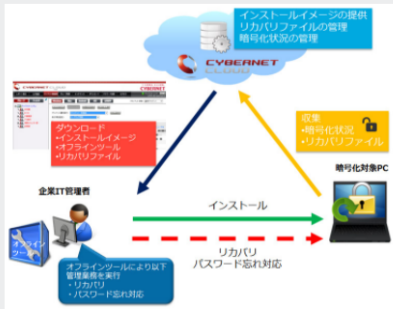 インストールイメージの提供
リカバリファイルの管理
暗号化状況の管理
CYBERNET
CLOUD
CYBERNET
ダウンロード
•インストールイメージ
•オフラインツール
•リカバリファイル
収集
•暗号化状況
•リカバリファイル
企業IT管理者
暗号化対象PC
オフライン
ツール
インストール
リカバリ
パスワード忘れ対応
オフラインツールにより以下
管理業務を実行
・リカバリ
・パスワード忘れ対応